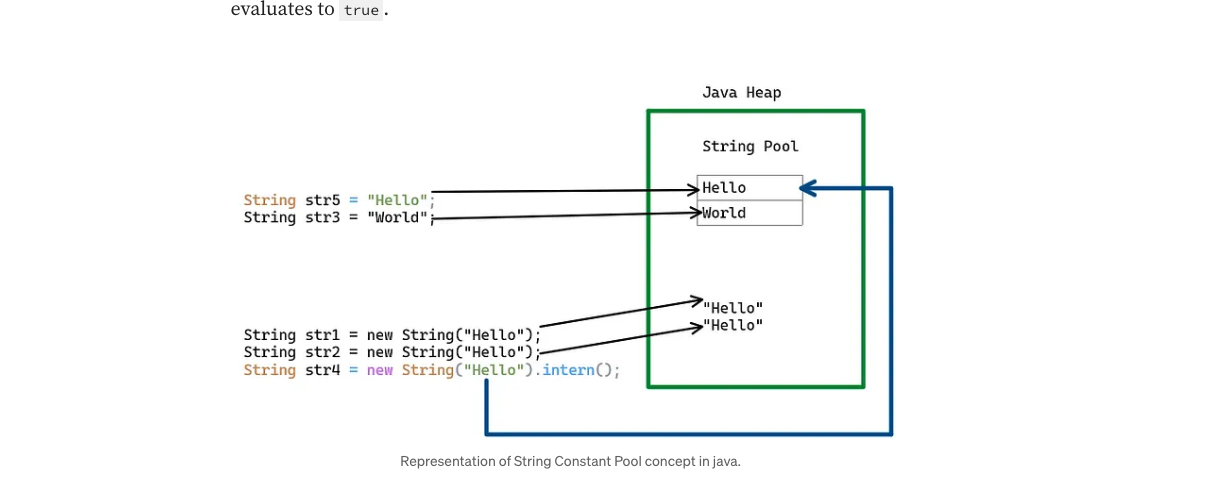 evaluates to true.
Java Heap
String Pool
Hello
World
String str5 = "Hello";
String str3 = "World";
"Hello"
"Hello"
String str1 = new String("Hello");
String str2 = new String("Hello");
String str4 = new String("Hello").intern();
Representation of String Constant Pool concept in java.